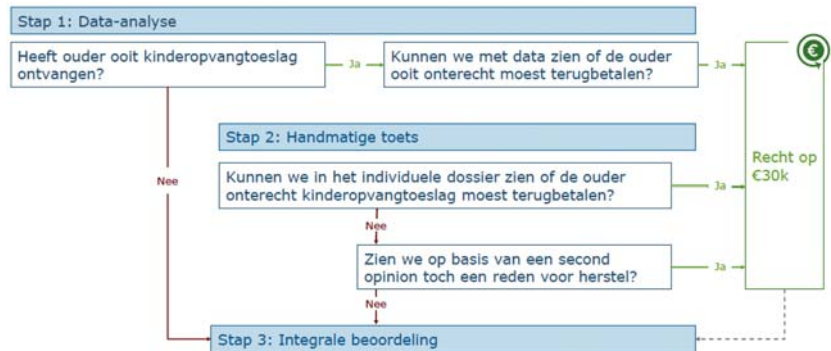 Stap 1: Data-analyse
Heeft ouder ooit kinderopvangtoeslag
ontvangen?
Ja
Kunnen we met data zien of de ouder
ooit onterecht moest terugbetalen?
Ja
€
Stap 2: Handmatige toets
Nee
Kunnen we in het individuele dossier zien of de ouder
onterecht kinderopvangtoeslag moest terugbetalen?
Ja
Recht op
€30k
Nee
Zien we op basis van een second
opinion toch een reden voor herstel?
Ja
Nee
Stap 3: Integrale beoordeling